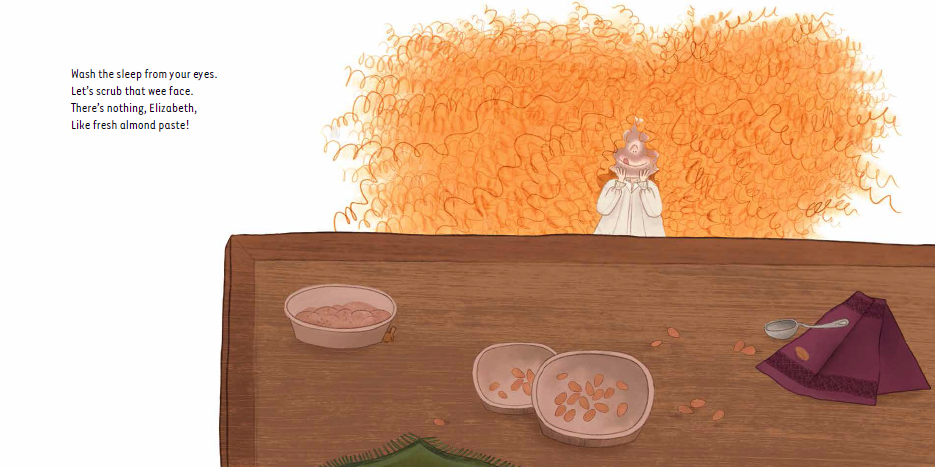 Wash the sleep from your eyes.
Let's scrub that wee face.
There's nothing, Elizabeth,
Like fresh almond paste!